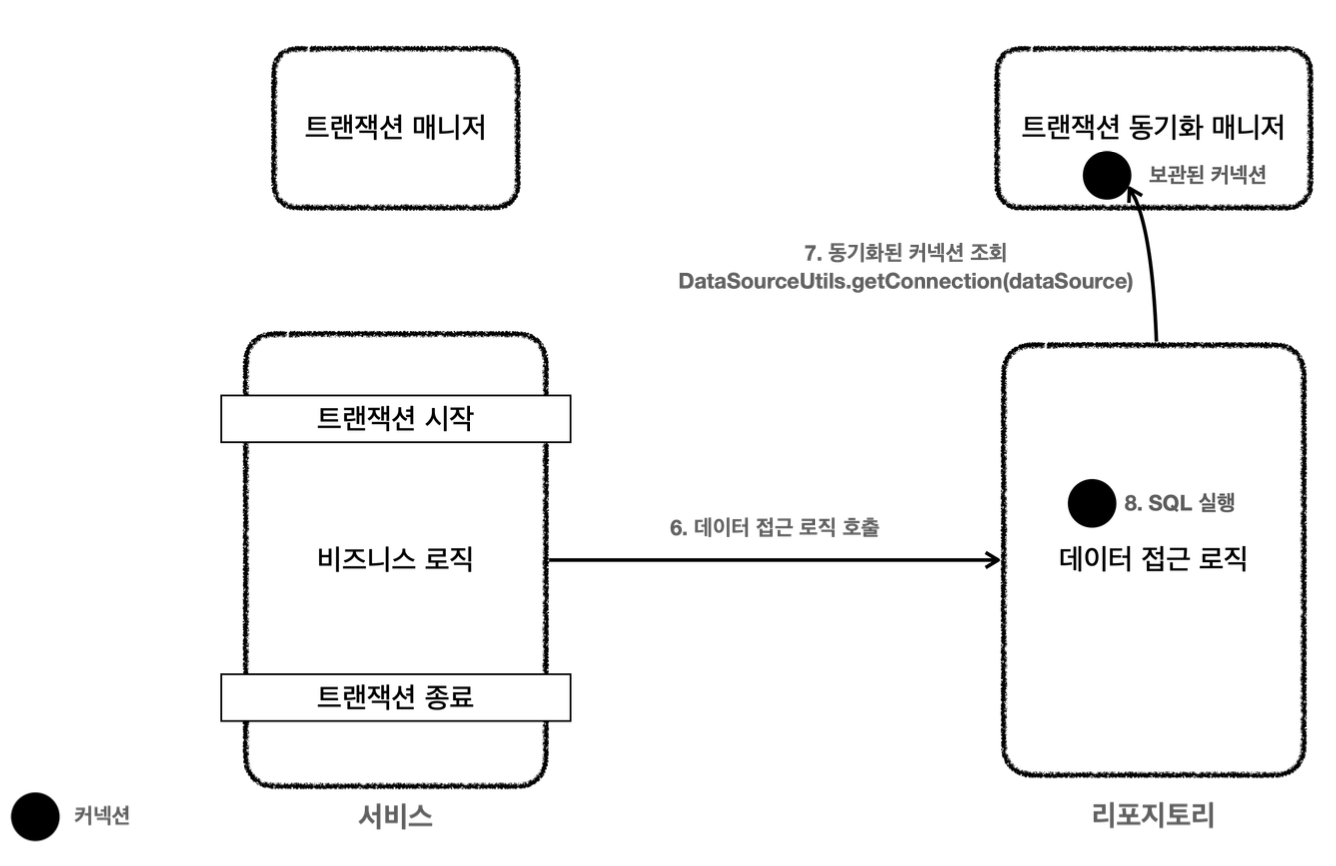 트랜잭션 매니저
트랜잭션 동기화 매니저
보관된 커넥션
7. 동기화된 커넥션 조회
DataSourceUtils.getConnection(dataSource)
트랜잭션 시작
비즈니스 로직
트랜잭션 종료
6. 데이터 접근 로직 호출
8. SQL 실행
데이터 접근 로직
커넥션
서비스
리포지토리